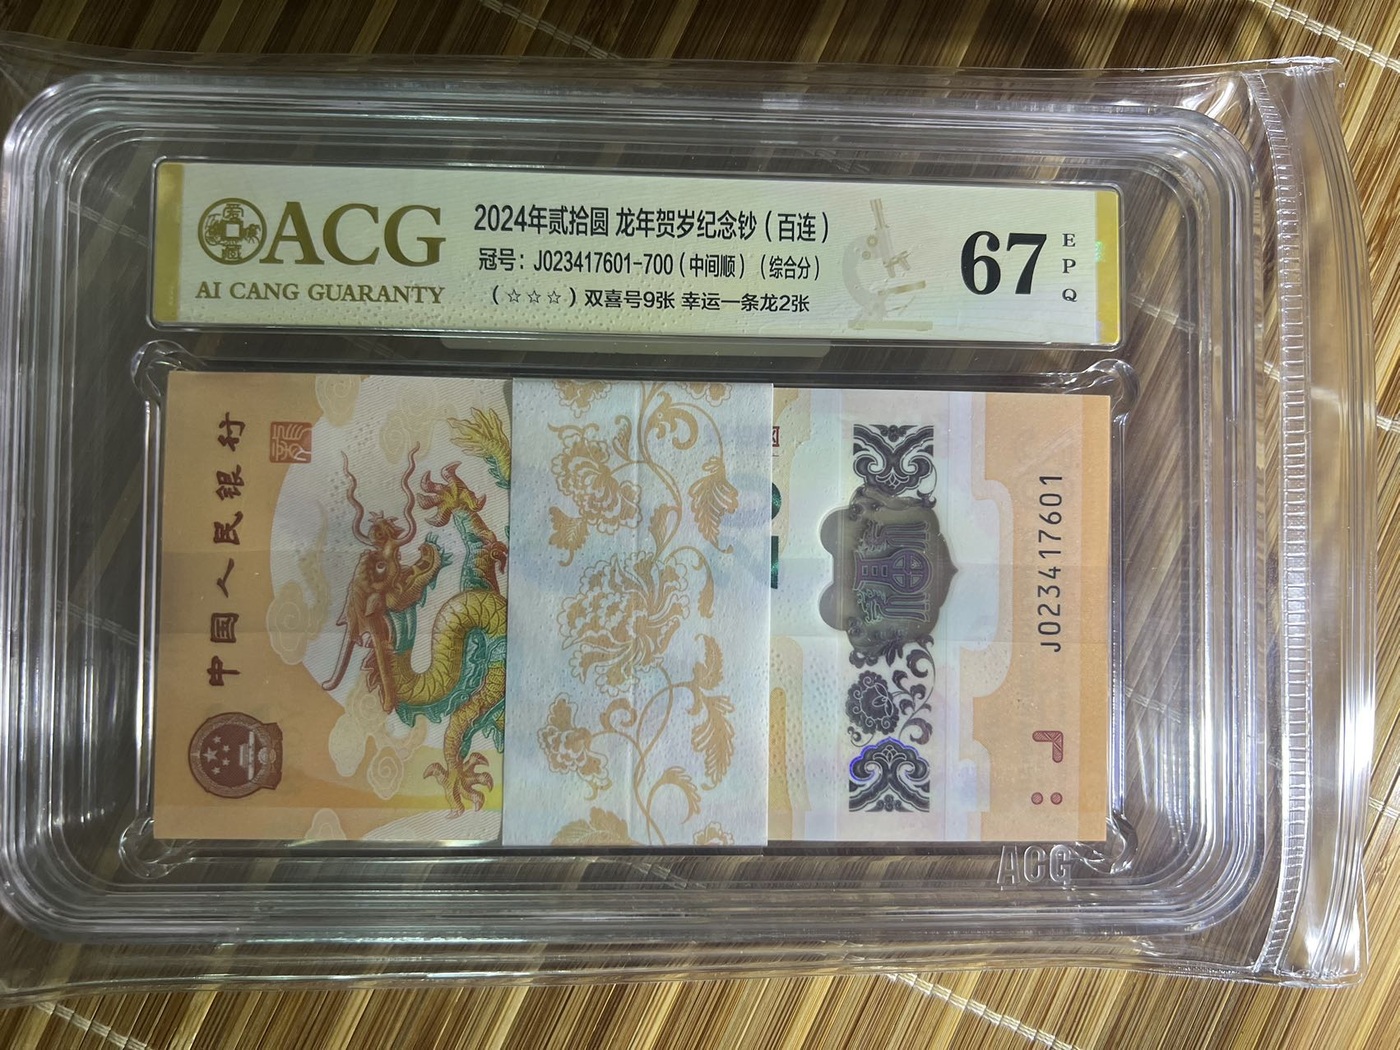 ACG
AI CANG GUARANTY
2024年贰拾圆 龙年贺岁纪念钞（百连）
冠号：J023417601-700（中间顺）（综合分）
（☆☆☆）双喜号9张 幸运一条龙2张
67
EPQ
中国人民银行
J023417601
ACG